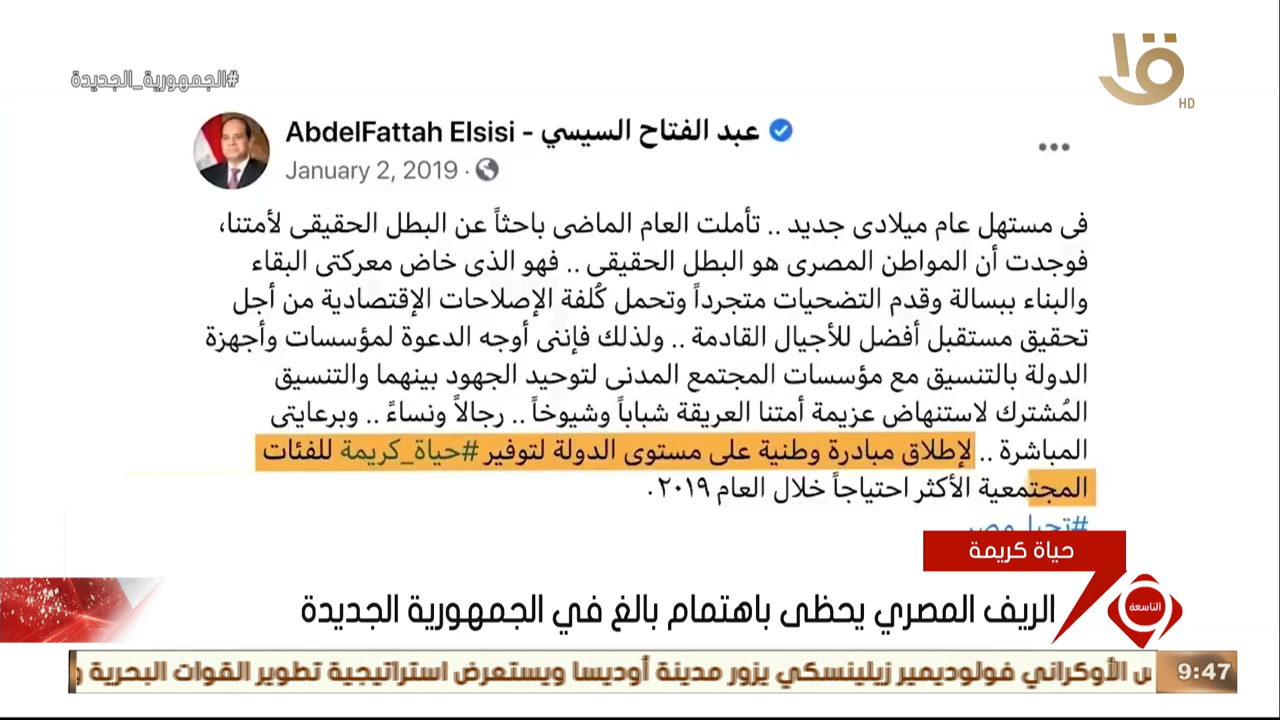 #الجمهورية_الجديدة
HD
AbdelFattah Elsisi - عبد الفتاح السيسي
January 2, 2019 ·
فى مستهل عام ميلادى جديد .. تأملت العام الماضى باحثاً عن البطل الحقيقى لأمتنا،
فوجدت أن المواطن المصرى هو البطل الحقيقى .. فهو الذى خاض معركتى البقاء
والبناء ببسالة وقدم التضحيات متجرداً وتحمل كُلفة الإصلاحات الإقتصادية من أجل
تحقيق مستقبل أفضل للأجيال القادمة .. ولذلك فإننى أوجه الدعوة لمؤسسات وأجهزة
الدولة بالتنسيق مع مؤسسات المجتمع المدنى لتوحيد الجهود بينهما والتنسيق
المُشترك لاستنهاض عزيمة أمتنا العريقة شباباً وشيوخاً .. رجالاً ونساءً .. وبرعايتى
المباشرة .. لإطلاق مبادرة وطنية على مستوى الدولة لتوفير #حياة_كريمة للفئات
المجتمعية الأكثر احتياجاً خلال العام ٢٠١٩.
#تحيا_مصر
حياة كريمة
الريف المصري يحظى باهتمام بالغ في الجمهورية الجديدة
التاسعة
س الأوكراني فولوديمير زيلينسكي يزور مدينة أوديسا ويستعرض استراتيجية تطوير القوات البحرية و
9:47